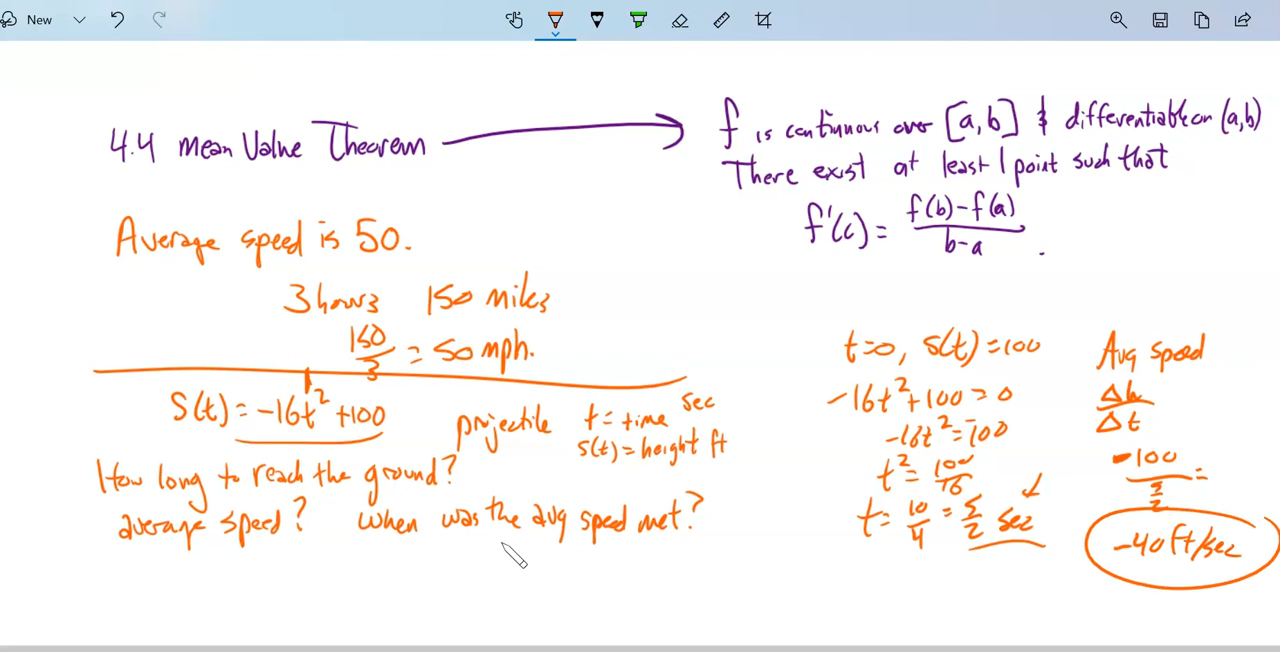 New
4.4 Mean Value Theorem
f is continuous over [a,b] & differentiable on (a,b)
There exist at least 1 point such that
f'(c) = f(b)-f(a) / b-a .
Average speed is 50.
3 hours 150 miles
150/3 = 50 mph.
S(t) = -16t² +100
projectile t = time sec
s(t) = height ft
How long to reach the ground?
average speed? when was the avg speed met?
t=0, s(t)=100
-16t²+100=0
-16t²=-100
t²=100/16
t=10/4=5/2 sec
Avg speed
Δh/Δt
-100/(5/2) =
-40 ft/sec